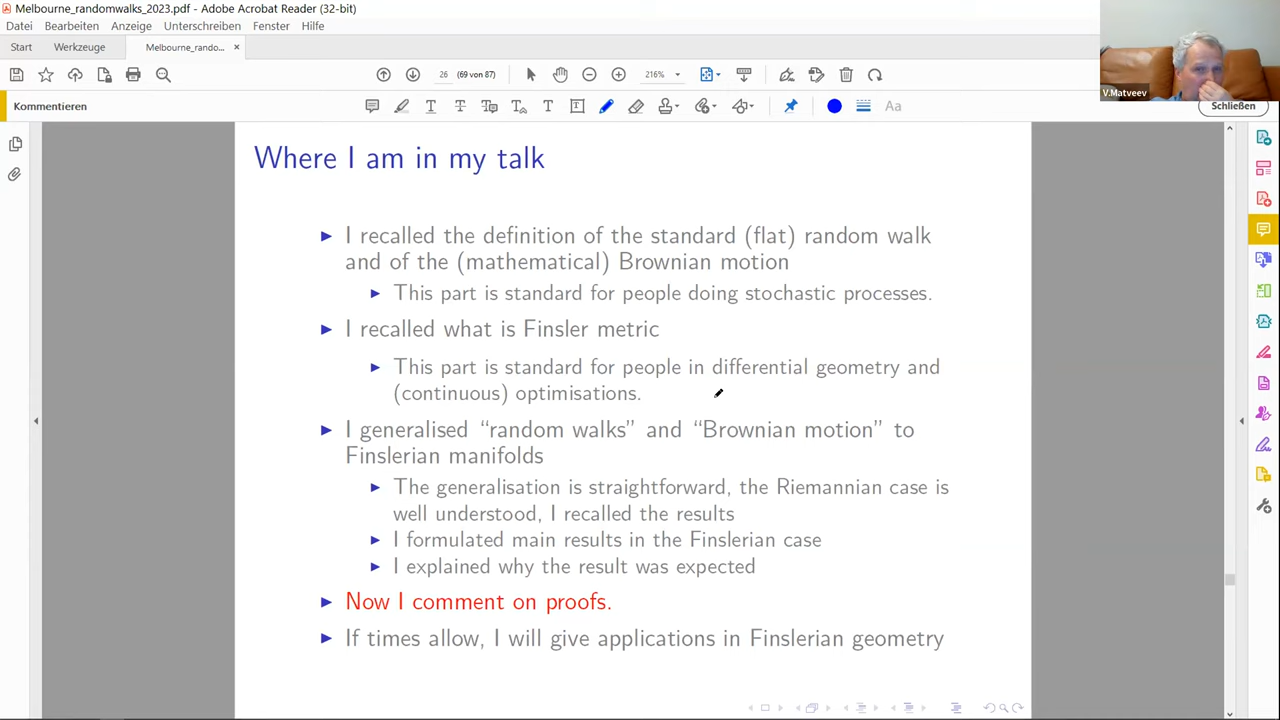 Melbourne_randomwalks_2023.pdf - Adobe Acrobat Reader (32-bit)
Datei Bearbeiten Anzeige Unterschreiben Fenster Hilfe
Start Werkzeuge Melbourne_rando... ×
26 (69 von 87) 216%
Kommentieren
Aa
V.Matveev
Schließen
Where I am in my talk
► I recalled the definition of the standard (flat) random walk
and of the (mathematical) Brownian motion
► This part is standard for people doing stochastic processes.
► I recalled what is Finsler metric
► This part is standard for people in differential geometry and
(continuous) optimisations.
► I generalised “random walks” and “Brownian motion” to
Finslerian manifolds
► The generalisation is straightforward, the Riemannian case is
well understood, I recalled the results
► I formulated main results in the Finslerian case
► I explained why the result was expected
► Now I comment on proofs.
► If times allow, I will give applications in Finslerian geometry